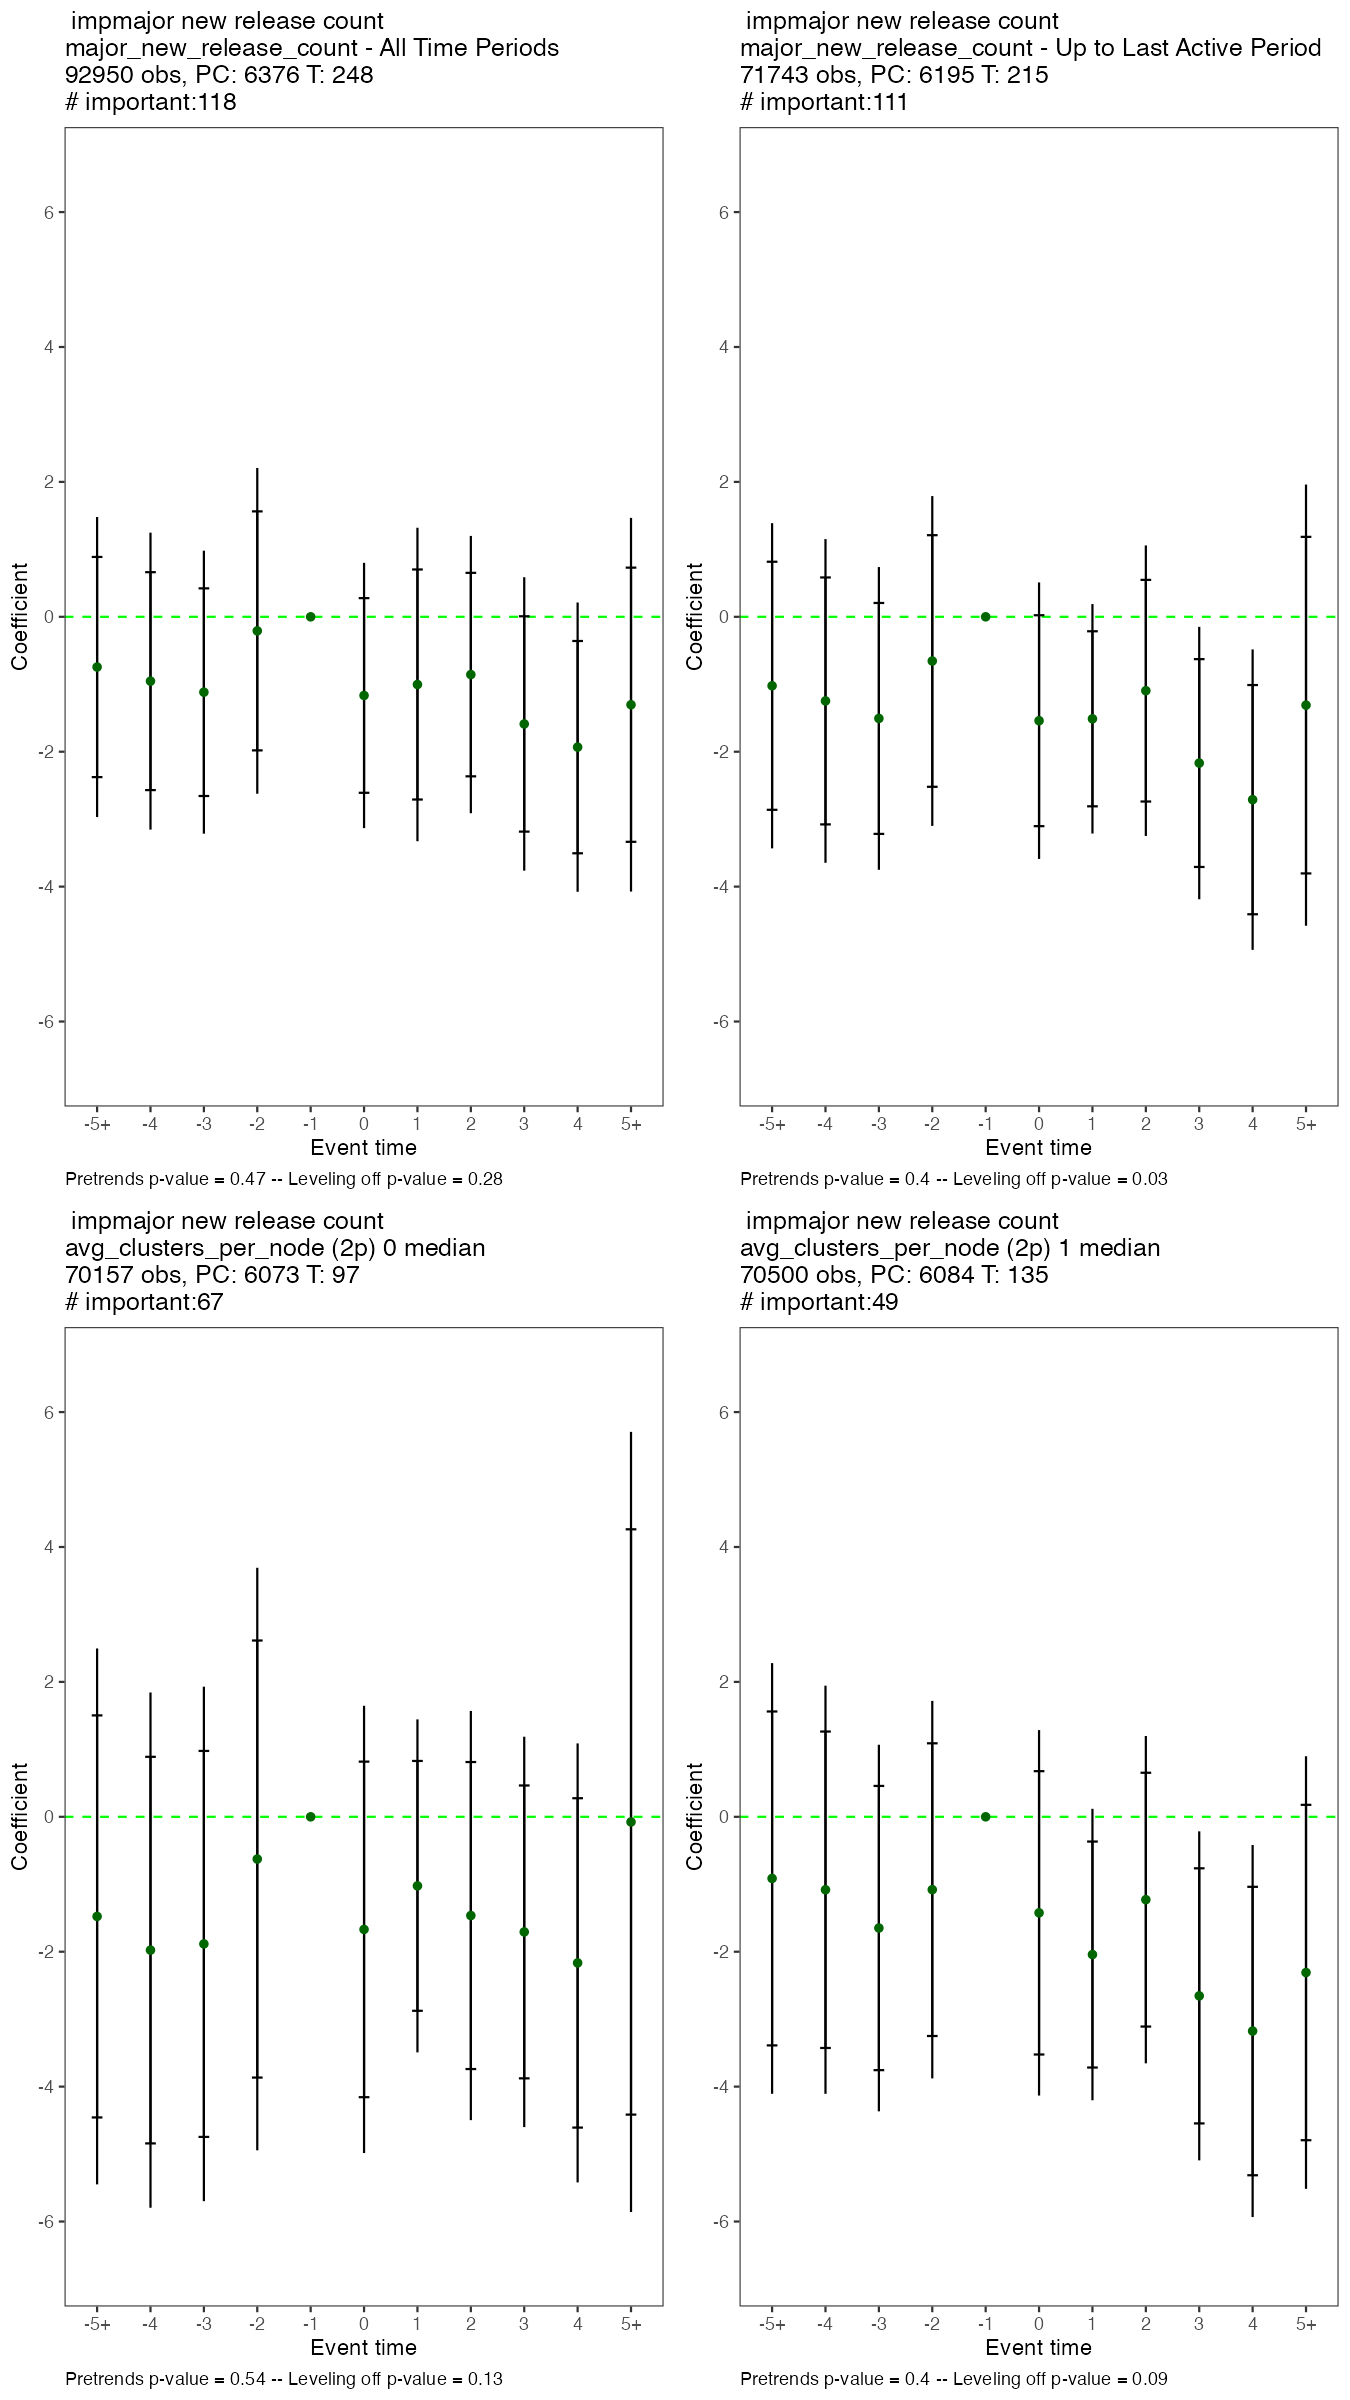 impmajor new release count
major_new_release_count - All Time Periods
92950 obs, PC: 6376 T: 248
# important:118
6
4
2
0
-2
-4
-6
Coefficient
-5+ -4 -3 -2 -1 0 1 2 3 4 5+
Event time
Pretrends p-value = 0.47 -- Leveling off p-value = 0.28
impmajor new release count
major_new_release_count - Up to Last Active Period
71743 obs, PC: 6195 T: 215
# important:111
6
4
2
0
-2
-4
-6
Coefficient
-5+ -4 -3 -2 -1 0 1 2 3 4 5+
Event time
Pretrends p-value = 0.4 -- Leveling off p-value = 0.03
impmajor new release count
avg_clusters_per_node (2p) 0 median
70157 obs, PC: 6073 T: 97
# important:67
6
4
2
0
-2
-4
-6
Coefficient
-5+ -4 -3 -2 -1 0 1 2 3 4 5+
Event time
Pretrends p-value = 0.54 -- Leveling off p-value = 0.13
impmajor new release count
avg_clusters_per_node (2p) 1 median
70500 obs, PC: 6084 T: 135
# important:49
6
4
2
0
-2
-4
-6
Coefficient
-5+ -4 -3 -2 -1 0 1 2 3 4 5+
Event time
Pretrends p-value = 0.4 -- Leveling off p-value = 0.09